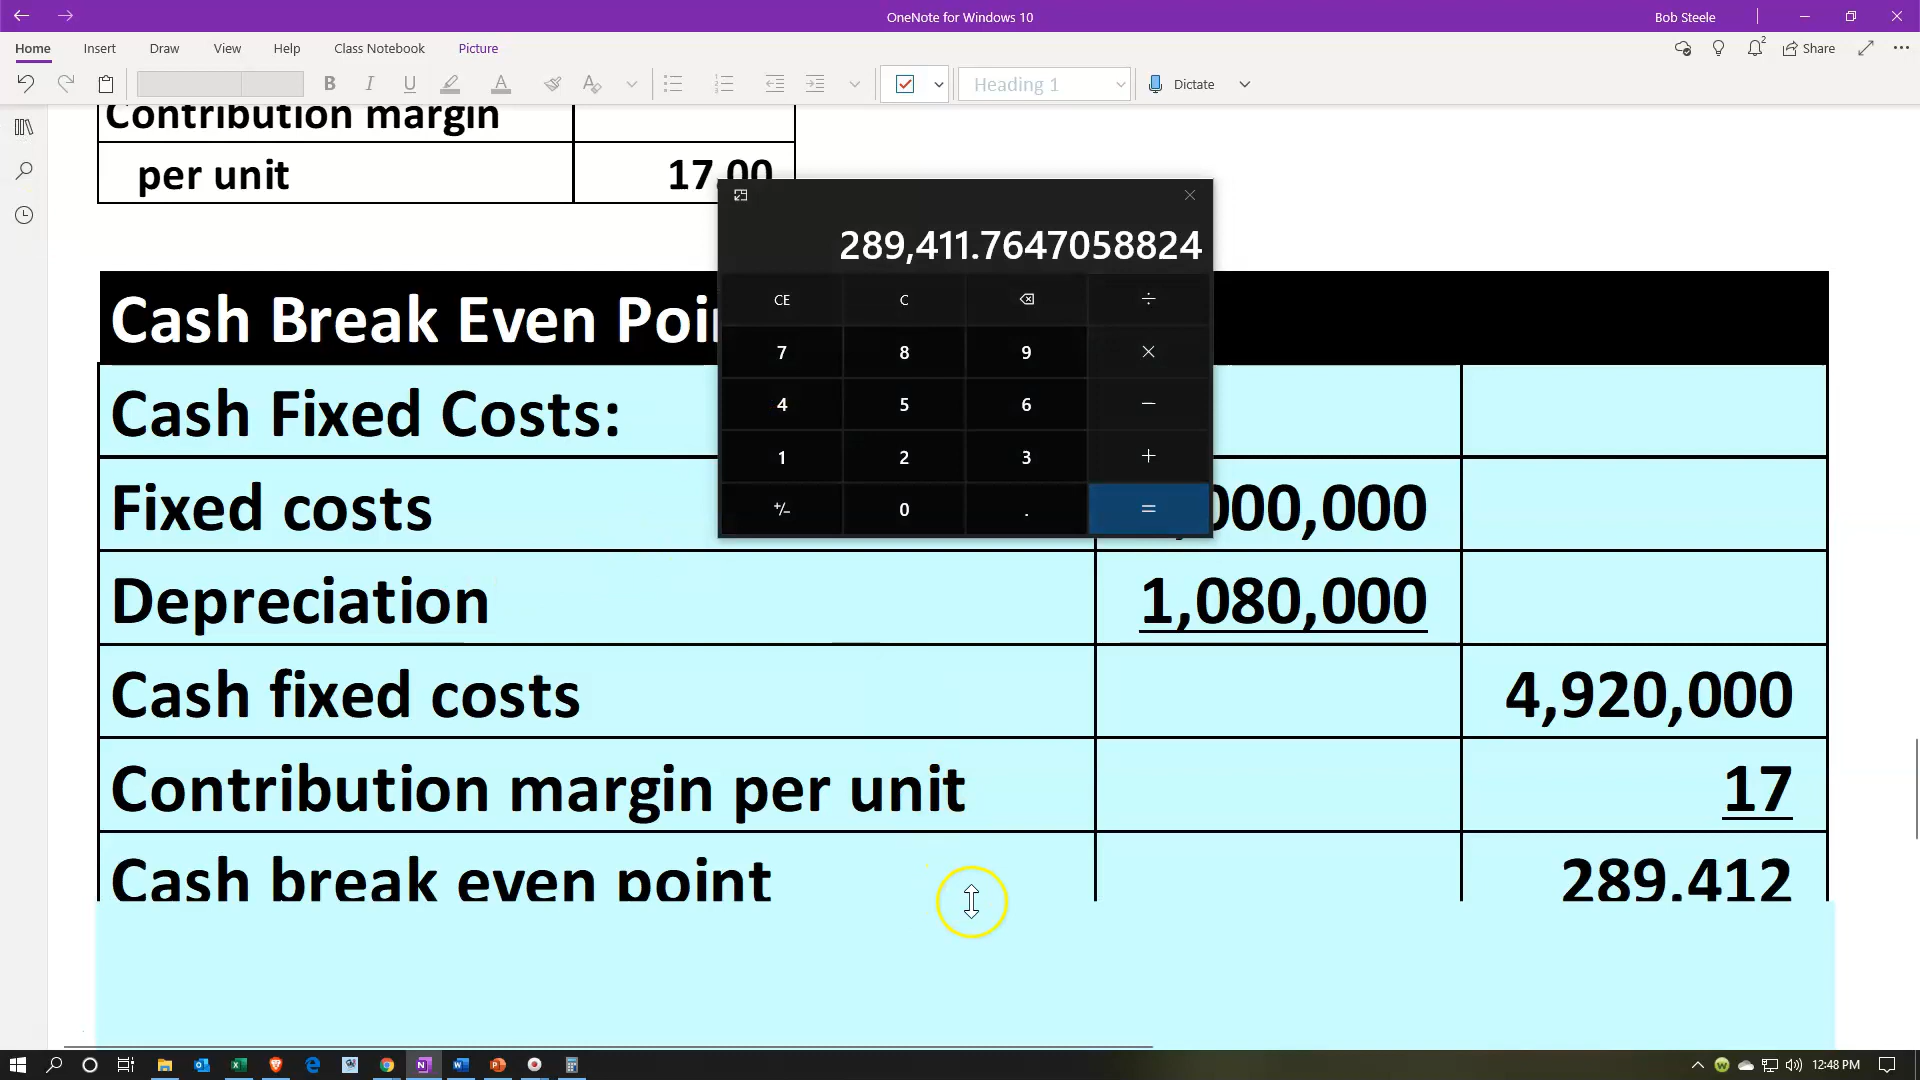 OneNote for Windows 10
Bob Steele
Home
Insert
Draw
View
Help
Class Notebook
Picture
2
Share
B
I
U
A
A
Heading 1
Dictate
Contribution margin
per unit
17.00
289,411.7647058824
CE
C
÷
7
8
9
×
4
5
6
−
1
2
3
+
+/−
0
.
=
Cash Break Even
Cash Fixed Costs:
Fixed costs
000,000
Depreciation
1,080,000
Cash fixed costs
4,920,000
Contribution margin per unit
17
Cash break even point
289,412
12:48 PM